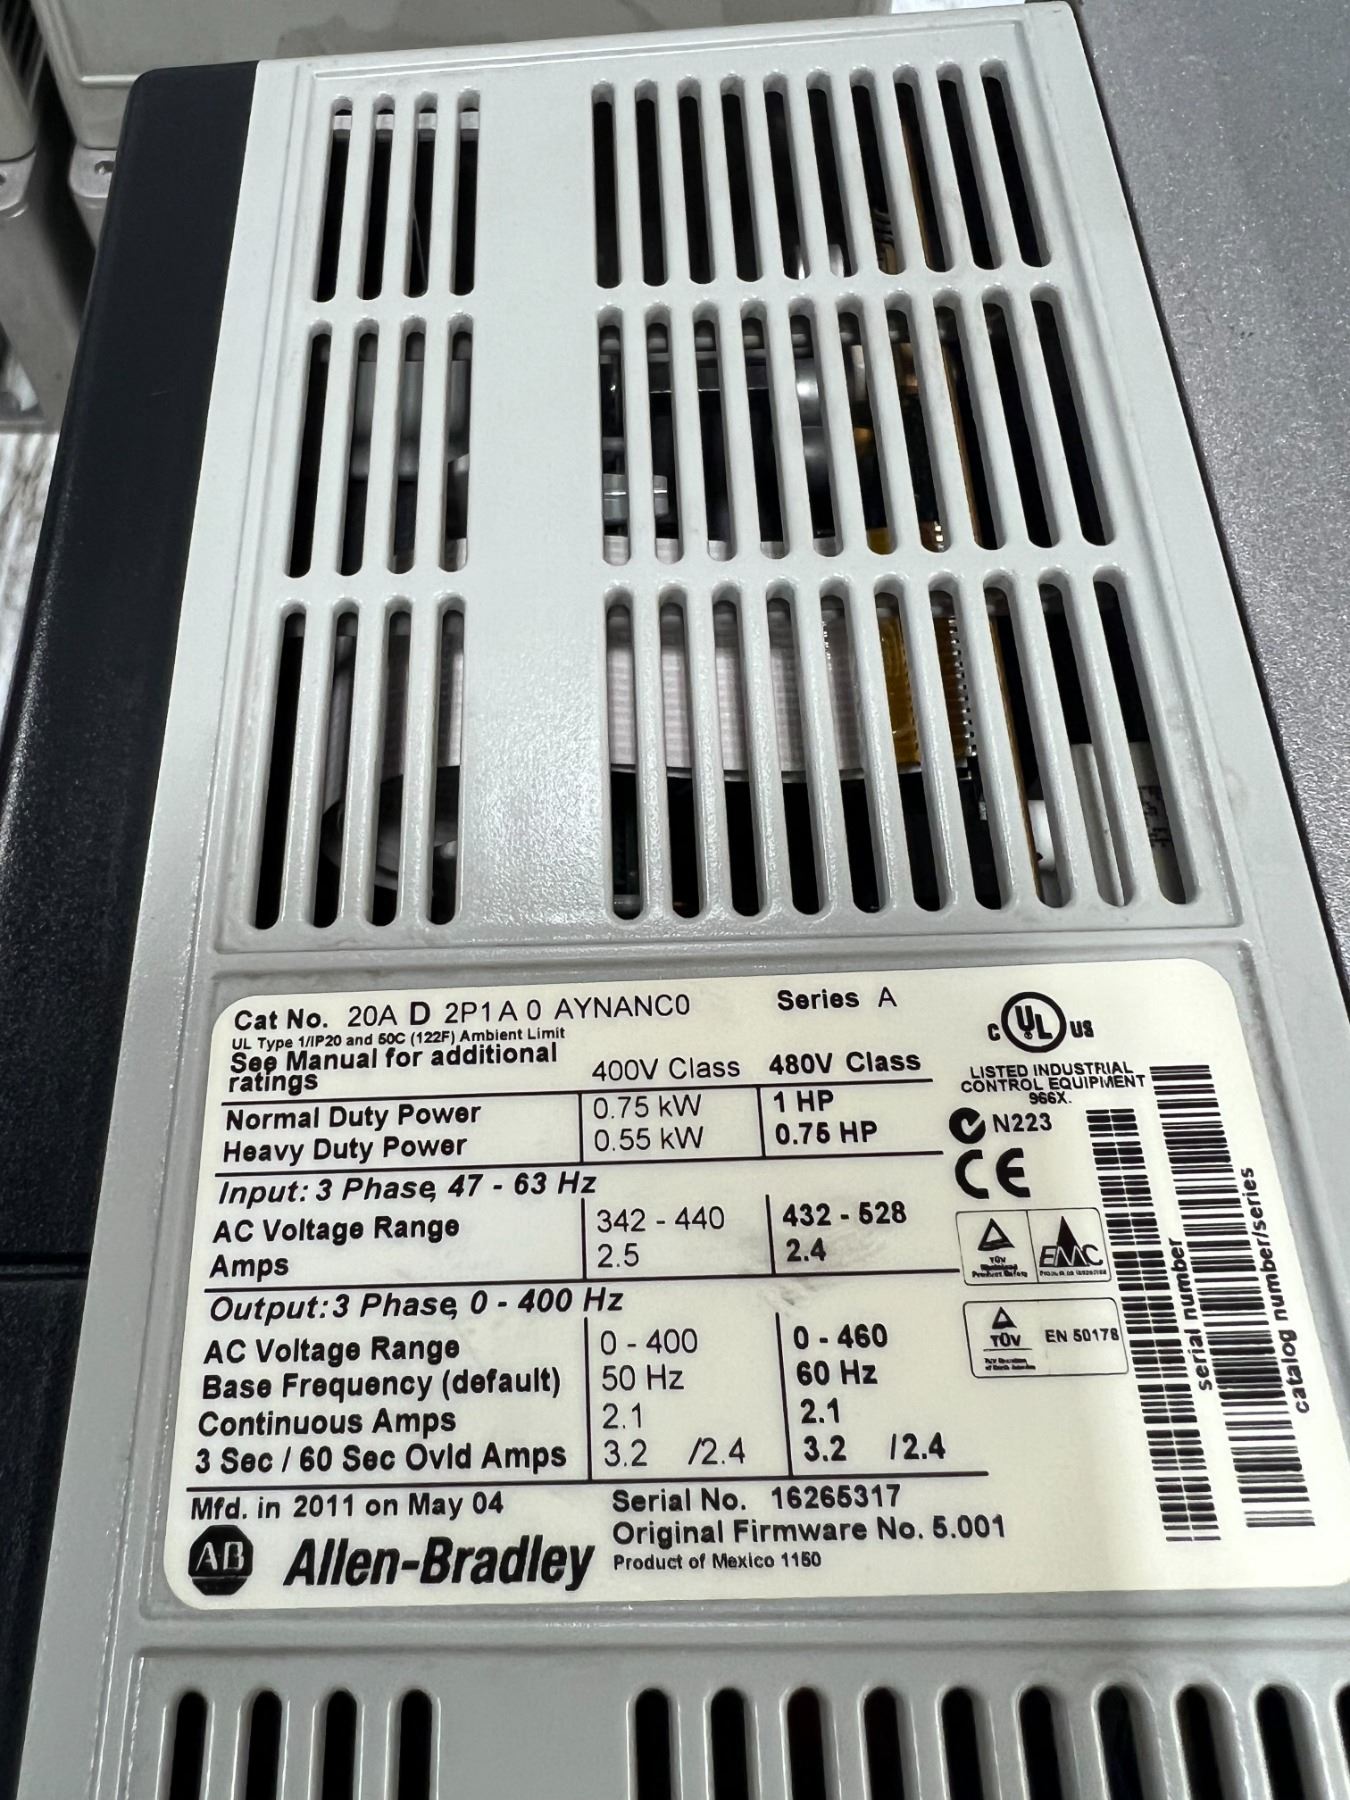 Cat No. 20A D 2P1 A 0 AYNANC0 Series A
UL Type 1/IP20 and 50C (122F) Ambient Limit
See Manual for additional
ratings
400V Class 480V Class
Normal Duty Power 0.75 kW 1 HP
Heavy Duty Power 0.55 kW 0.75 HP
Input: 3 Phase, 47 - 63 Hz
AC Voltage Range 342 - 440 432 - 528
Amps 2.5 2.4
Output: 3 Phase, 0 - 400 Hz
AC Voltage Range 0 - 400 0 - 460
Base Frequency (default) 50 Hz 60 Hz
Continuous Amps 2.1 2.1
3 Sec / 60 Sec Ovld Amps 3.2 /2.4 3.2 /2.4
Mfd. in 2011 on May 04
Serial No. 16265317
Original Firmware No. 5.001
Product of Mexico 1150
AB Allen-Bradley
C UL US
LISTED INDUSTRIAL
CONTROL EQUIPMENT
966X.
N223
CE
TÜV
EMC
TÜV EN 50178
serial number
catalog number/series